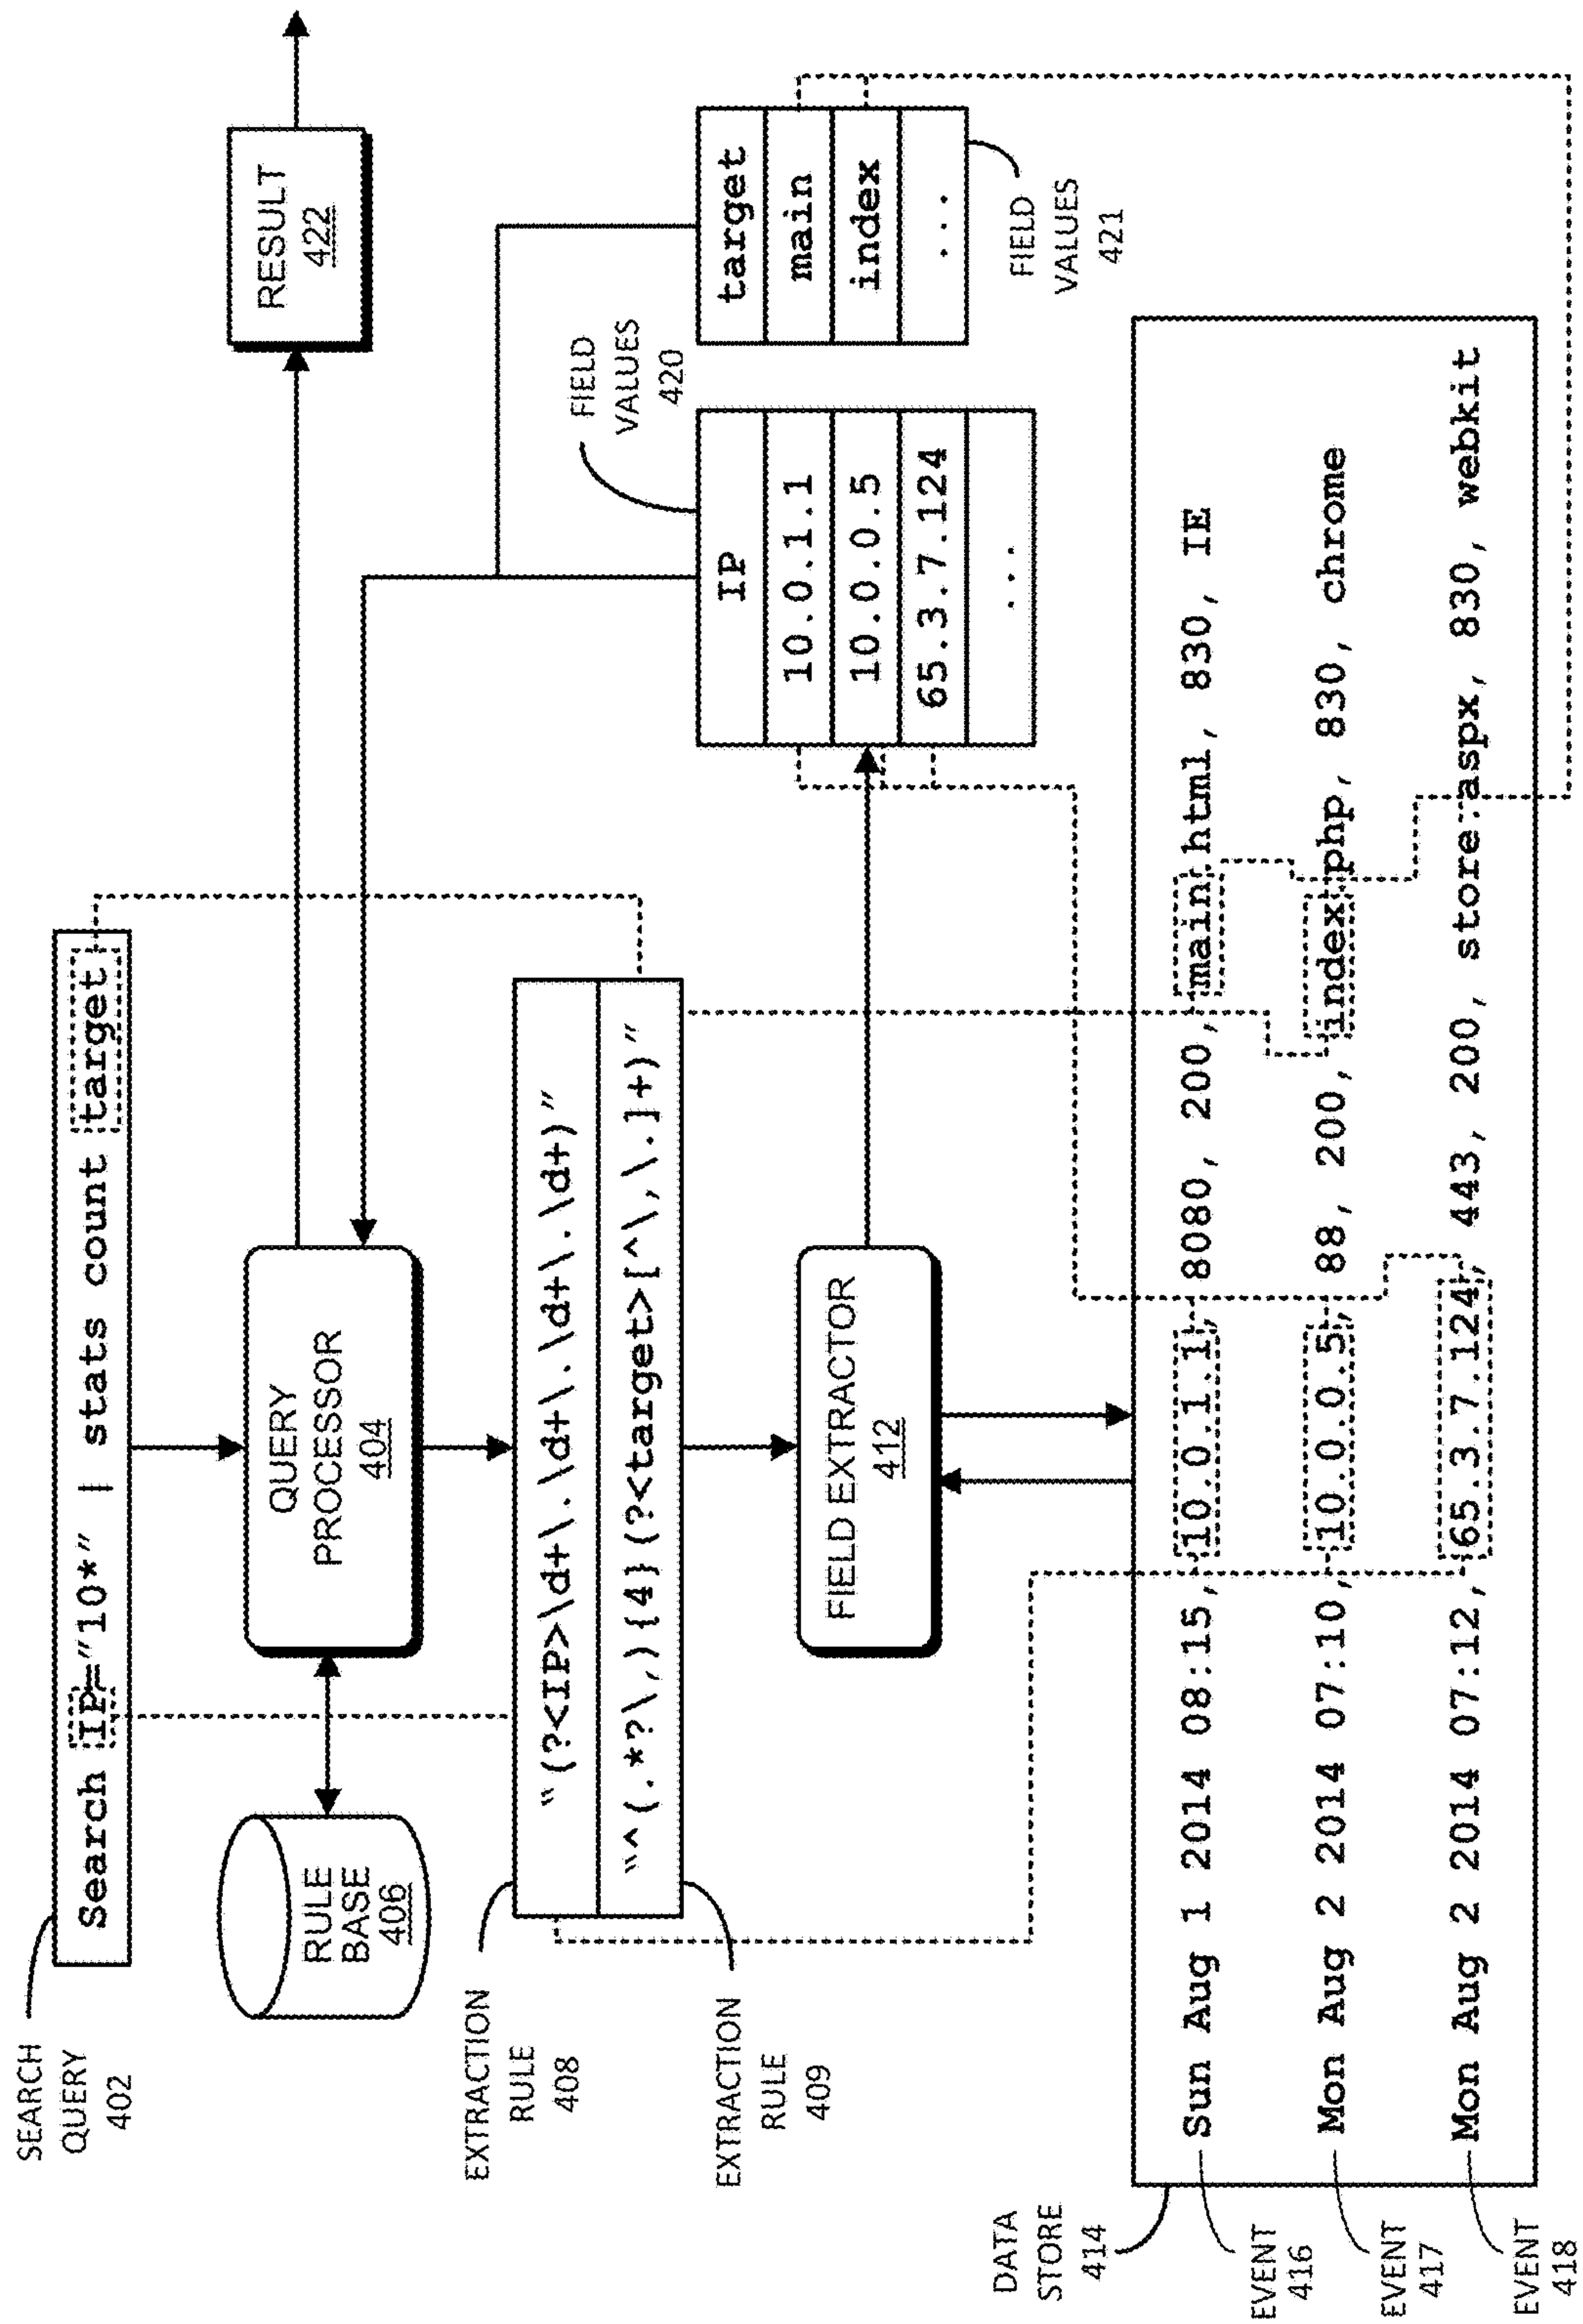 SEARCH
QUERY
402
Search IP="10*" | stats count target
RULE
BASE
406
QUERY
PROCESSOR
404
RESULT
422
EXTRACTION
RULE
408
"(?<IP>\d+\.\d+\.\d+\.\d+)"
"^(.*?\,){4}(?<target>[^\,\.]+)"
EXTRACTION
RULE
409
FIELD EXTRACTOR
412
FIELD
VALUES
420
IP
10.0.1.1
10.0.0.5
65.3.7.124
...
target
main
index
...
FIELD
VALUES
421
DATA
STORE
414
Sun Aug 1 2014 08:15, 10.0.1.1, 8080, 200, main.html, 830, IE
Mon Aug 2 2014 07:10, 10.0.0.5, 88, 200, index.php, 830, chrome
Mon Aug 2 2014 07:12, 65.3.7.124, 443, 200, store.aspx, 830, webkit
EVENT
416
EVENT
417
EVENT
418